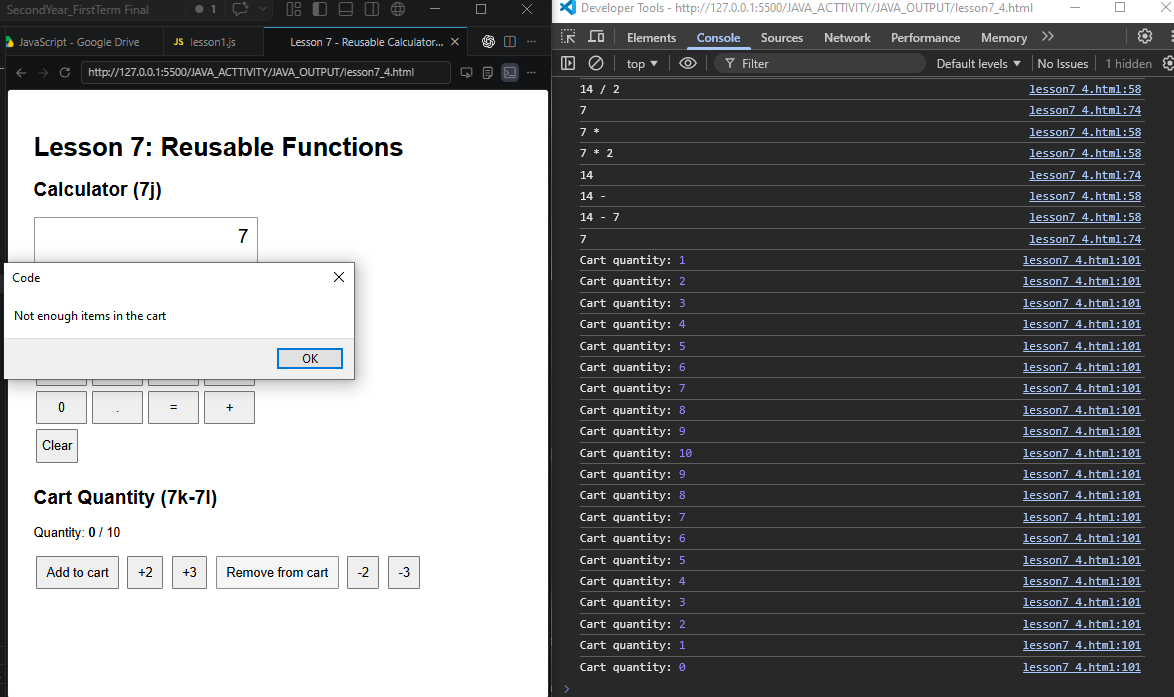 SecondYear_FirstTerm Final
1
JavaScript - Google Drive
JS lesson1.js
Lesson 7 - Reusable Calculator...
http://127.0.0.1:5500/JAVA_ACTTIVITY/JAVA_OUTPUT/lesson7_4.html
Lesson 7: Reusable Functions
Calculator (7j)
7
Code
Not enough items in the cart
OK
0 . = +
Clear
Cart Quantity (7k-7l)
Quantity: 0 / 10
Add to cart +2 +3 Remove from cart -2 -3
Developer Tools - http://127.0.0.1:5500/JAVA_ACTTIVITY/JAVA_OUTPUT/lesson7_4.html
Elements Console Sources Network Performance Memory
top Filter Default levels No Issues 1 hidden
14 / 2 lesson7_4.html:58
7 lesson7_4.html:74
7 * lesson7_4.html:58
7 * 2 lesson7_4.html:58
14 lesson7_4.html:74
14 - lesson7_4.html:58
14 - 7 lesson7_4.html:58
7 lesson7_4.html:74
Cart quantity: 1 lesson7_4.html:101
Cart quantity: 2 lesson7_4.html:101
Cart quantity: 3 lesson7_4.html:101
Cart quantity: 4 lesson7_4.html:101
Cart quantity: 5 lesson7_4.html:101
Cart quantity: 6 lesson7_4.html:101
Cart quantity: 7 lesson7_4.html:101
Cart quantity: 8 lesson7_4.html:101
Cart quantity: 9 lesson7_4.html:101
Cart quantity: 10 lesson7_4.html:101
Cart quantity: 9 lesson7_4.html:101
Cart quantity: 8 lesson7_4.html:101
Cart quantity: 7 lesson7_4.html:101
Cart quantity: 6 lesson7_4.html:101
Cart quantity: 5 lesson7_4.html:101
Cart quantity: 4 lesson7_4.html:101
Cart quantity: 3 lesson7_4.html:101
Cart quantity: 2 lesson7_4.html:101
Cart quantity: 1 lesson7_4.html:101
Cart quantity: 0 lesson7_4.html:101